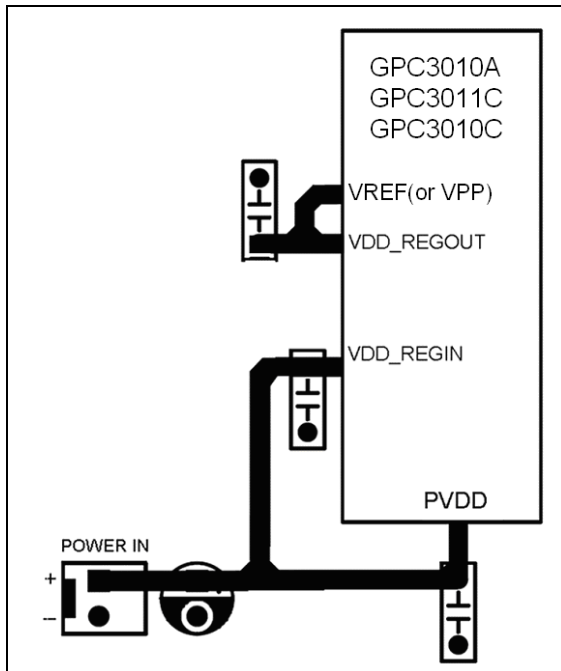 GPC3010A
GPC3011C
GPC3010C
VREF(or VPP)
VDD_REGOUT
VDD_REGIN
PVDD
POWER IN
+
--